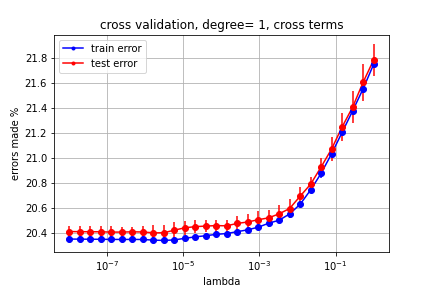 cross validation, degree= 1, cross terms
train error
test error
errors made %
21.8
21.6
21.4
21.2
21.0
20.8
20.6
20.4
10⁻⁷
10⁻⁵
10⁻³
10⁻¹
lambda